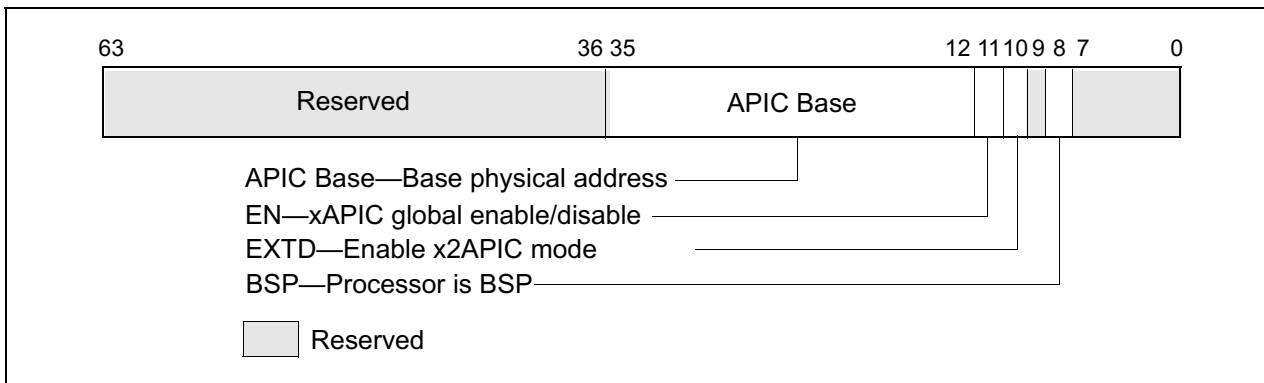 63 36 35 12 11 10 9 8 7 0
Reserved APIC Base
APIC Base—Base physical address
EN—xAPIC global enable/disable
EXTD—Enable x2APIC mode
BSP—Processor is BSP
Reserved